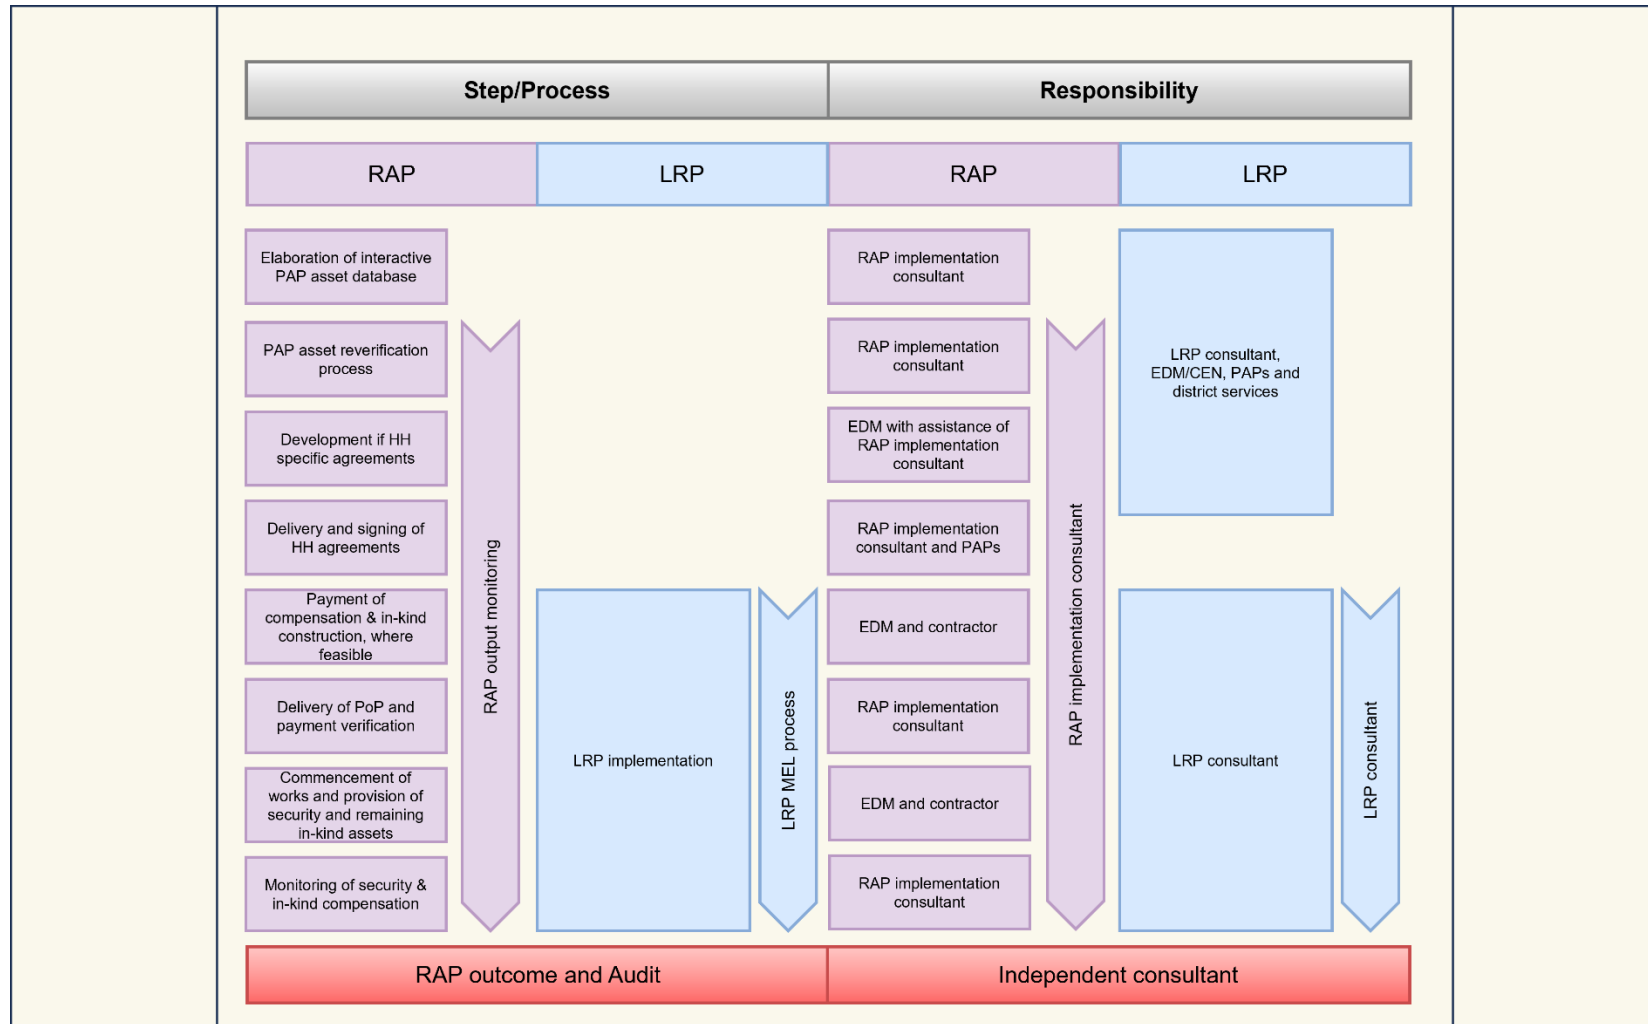 Step/Process
Responsibility
RAP
LRP
RAP
LRP
Elaboration of interactive
PAP asset database
PAP asset reverification
process
Development if HH
specific agreements
Delivery and signing of
HH agreements
Payment of
compensation & in-kind
construction, where
feasible
Delivery of PoP and
payment verification
Commencement of
works and provision of
security and remaining
in-kind assets
Monitoring of security &
in-kind compensation
RAP output monitoring
LRP implementation
LRP MEL process
RAP implementation
consultant
RAP implementation
consultant
EDM with assistance of
RAP implementation
consultant
RAP implementation
consultant and PAPs
EDM and contractor
RAP implementation
consultant
EDM and contractor
RAP implementation
consultant
RAP implementation consultant
LRP consultant,
EDM/CEN, PAPs and
district services
LRP consultant
LRP consultant
RAP outcome and Audit
Independent consultant